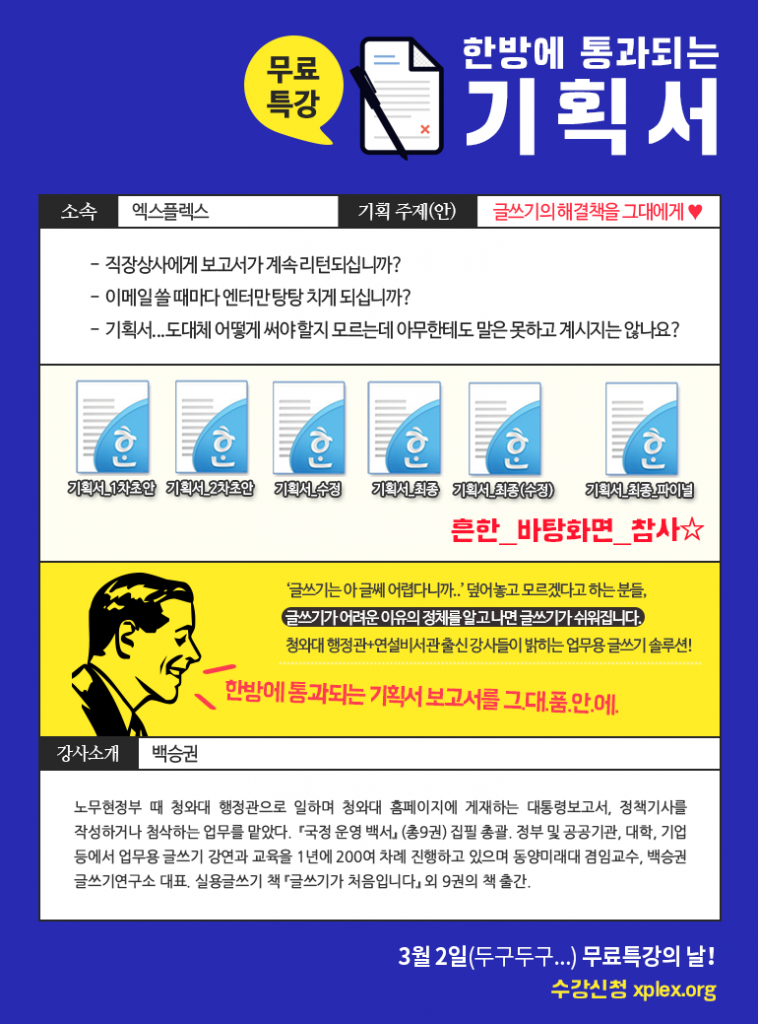 무료
특강
한방에 통과되는
기획서
소속 엑스플렉스 기획 주제(안) 글쓰기의 해결책을 그대에게 ♥
- 직장상사에게 보고서가 계속 리턴되십니까?
- 이메일 쓸 때마다 엔터만 탕탕 치게 되십니까?
- 기획서...도대체 어떻게 써야 할지 모르는데 아무한테도 말은 못하고 계시지는 않나요?
기획서_1차초안 기획서_2차초안 기획서_수정 기획서_최종 기획서_최종(수정) 기획서_최종_파이널
흔한_바탕화면_참사☆
‘글쓰기는 아 글쎄 어렵다니까..’ 덮어놓고 모르겠다고 하는 분들,
글쓰기가 어려운 이유의 정체를 알고 나면 글쓰기가 쉬워집니다.
청와대 행정관+연설비서관 출신 강사들이 밝히는 업무용 글쓰기 솔루션!
한방에 통과되는 기획서 보고서를 그.대.품.안.에.
강사소개 백승권
노무현정부 때 청와대 행정관으로 일하며 청와대 홈페이지에 게재하는 대통령보고서, 정책기사를
작성하거나 첨삭하는 업무를 맡았다. 『국정 운영 백서』(총9권) 집필 총괄. 정부 및 공공기관, 대학, 기업
등에서 업무용 글쓰기 강연과 교육을 1년에 200여 차례 진행하고 있으며 동양미래대 겸임교수, 백승권
글쓰기연구소 대표. 실용글쓰기 책 『글쓰기가 처음입니다』 외 9권의 책 출간.
3월 2일(두구두구...) 무료특강의 날!
수강신청 xplex.org